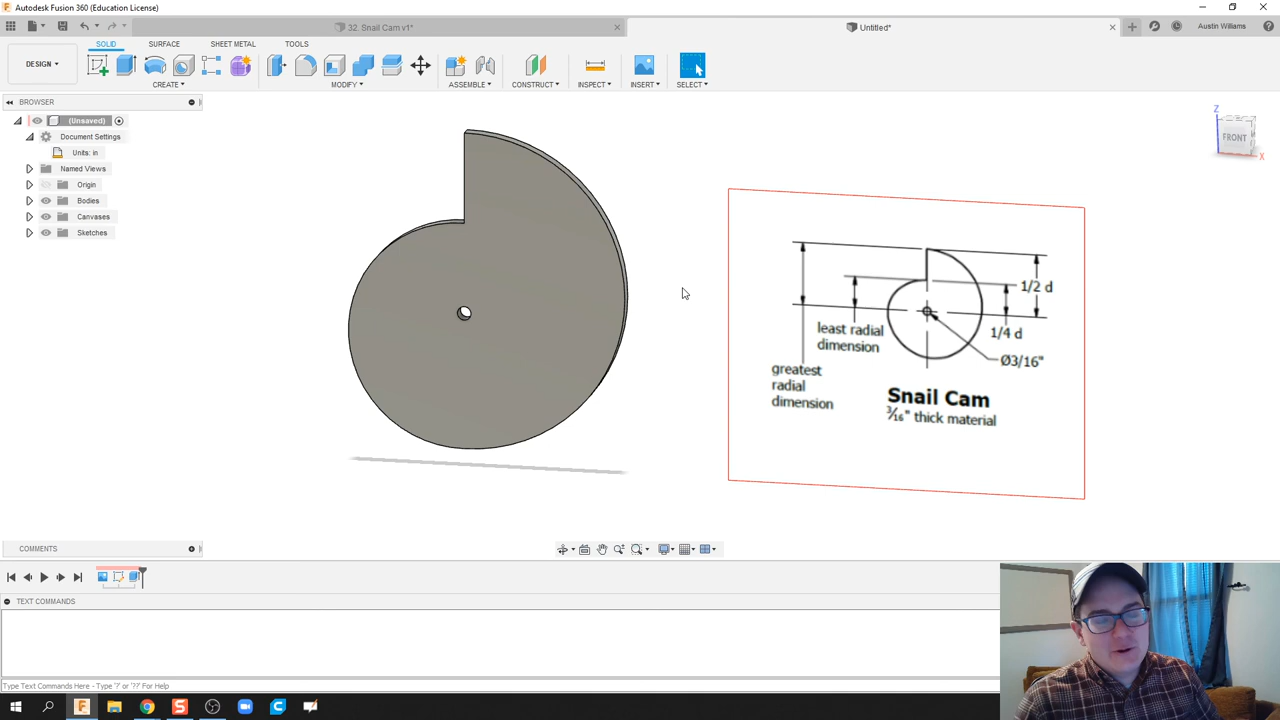 Autodesk Fusion 360 (Education License)
32. Snail Cam v1*
Untitled*
Austin Williams
DESIGN
SOLID
SURFACE
SHEET METAL
TOOLS
CREATE
MODIFY
ASSEMBLE
CONSTRUCT
INSPECT
INSERT
SELECT
BROWSER
(Unsaved)
Document Settings
Units: in
Named Views
Origin
Bodies
Canvases
Sketches
Z
FRONT
X
1/2 d
least radial
dimension
1/4 d
Ø3/16"
greatest
radial
dimension
Snail Cam
3/16" thick material
COMMENTS
TEXT COMMANDS
Type Text Commands Here - Type '?' or '??' For Help